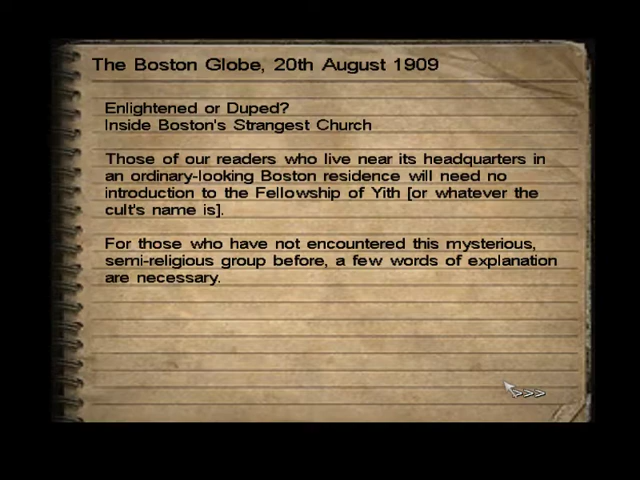 The Boston Globe, 20th August 1909
Enlightened or Duped?
Inside Boston's Strangest Church
Those of our readers who live near its headquarters in
an ordinary-looking Boston residence will need no
introduction to the Fellowship of Yith [or whatever the
cult's name is].
For those who have not encountered this mysterious,
semi-religious group before, a few words of explanation
are necessary.
>>>